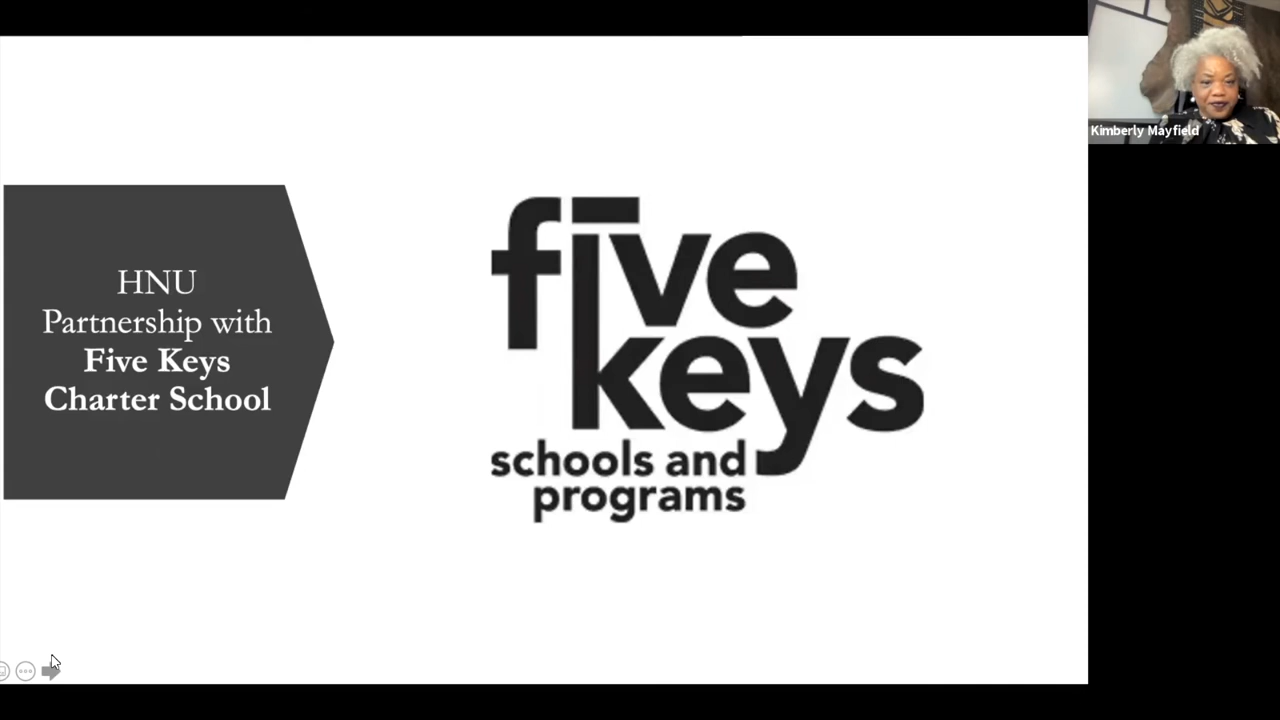 HNU
Partnership with
Five Keys
Charter School
five
keys
schools and
programs
Kimberly Mayfield